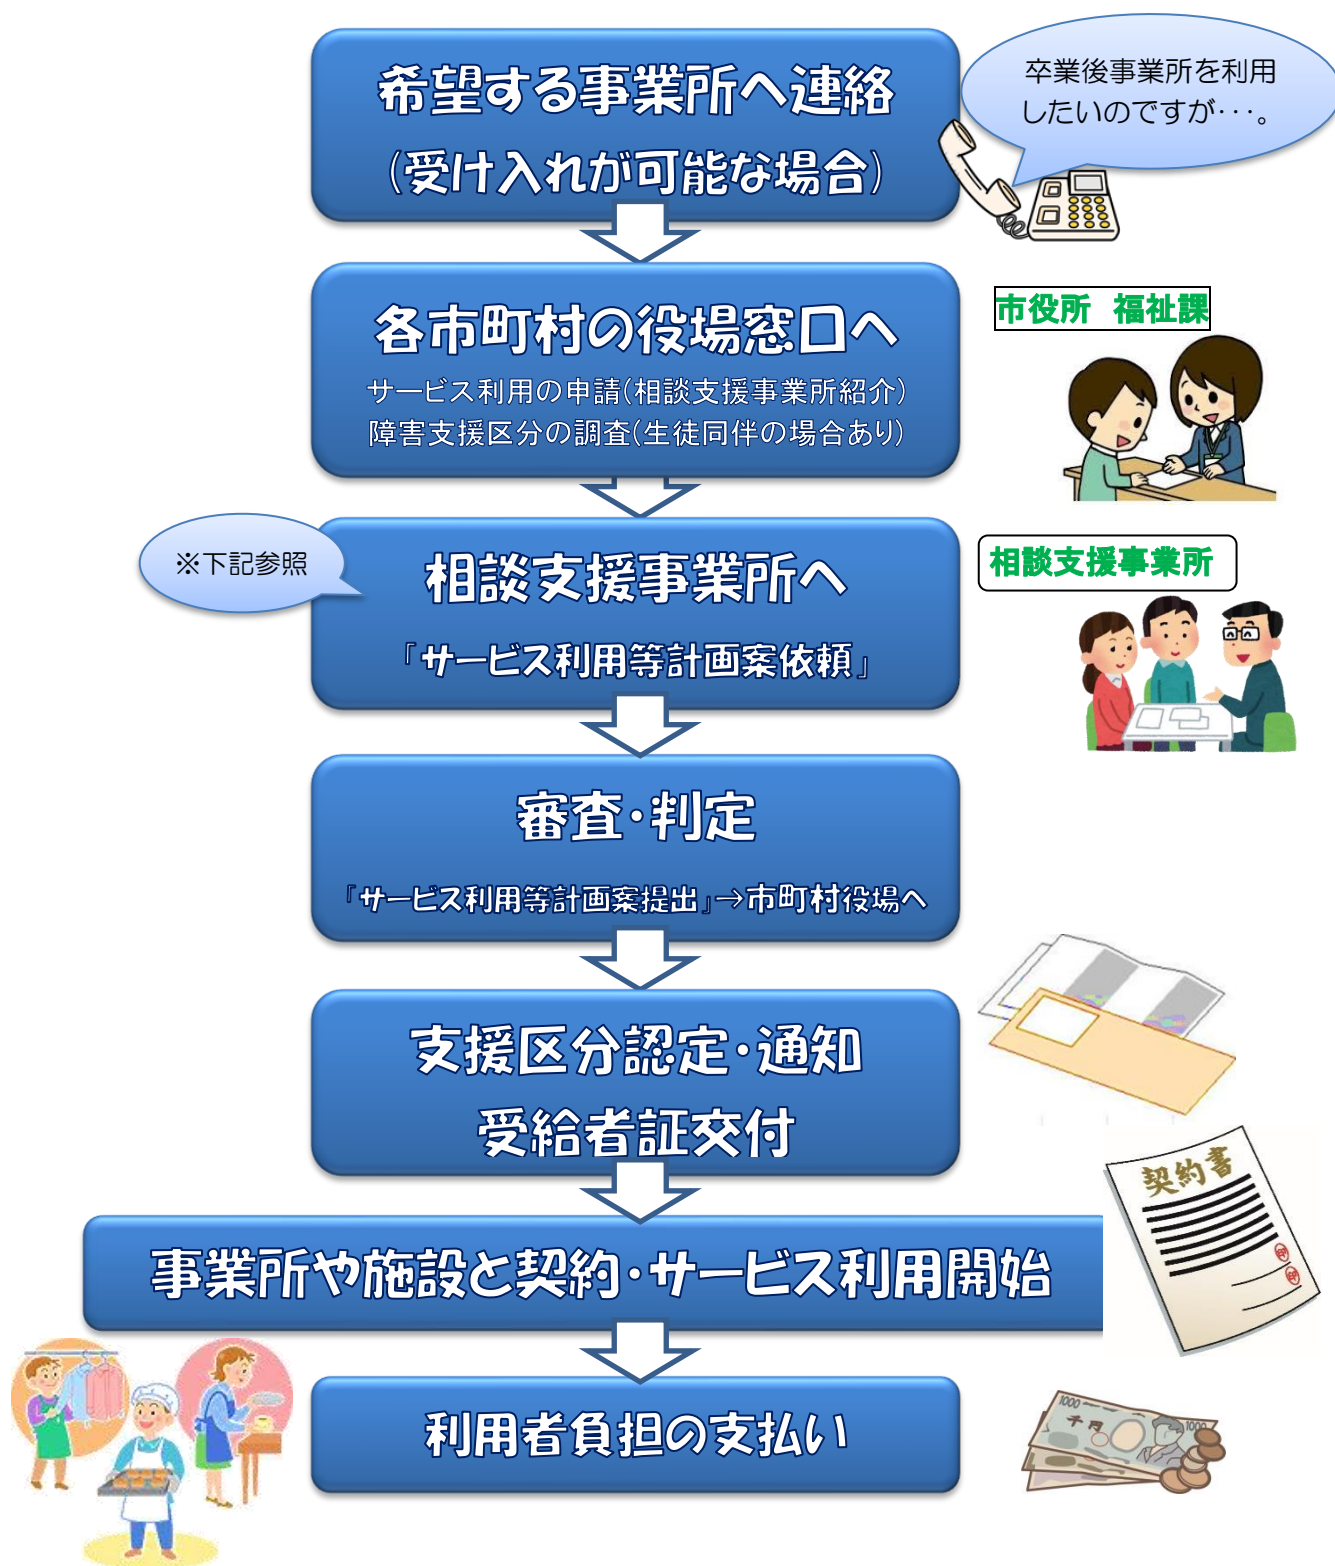 希望する事業所へ連絡
(受け入れが可能な場合)
卒業後事業所を利用
したいのですが･･･。
各市町村の役場窓口へ
サービス利用の申請(相談支援事業所紹介)
障害支援区分の調査(生徒同伴の場合あり)
市役所　福祉課
※下記参照
相談支援事業所へ
『サービス利用等計画案依頼』
相談支援事業所
審査・判定
『サービス利用等計画案提出』→市町村役場へ
支援区分認定・通知
受給者証交付
契約書
印
印
事業所や施設と契約・サービス利用開始
利用者負担の支払い
1000
千円
1000